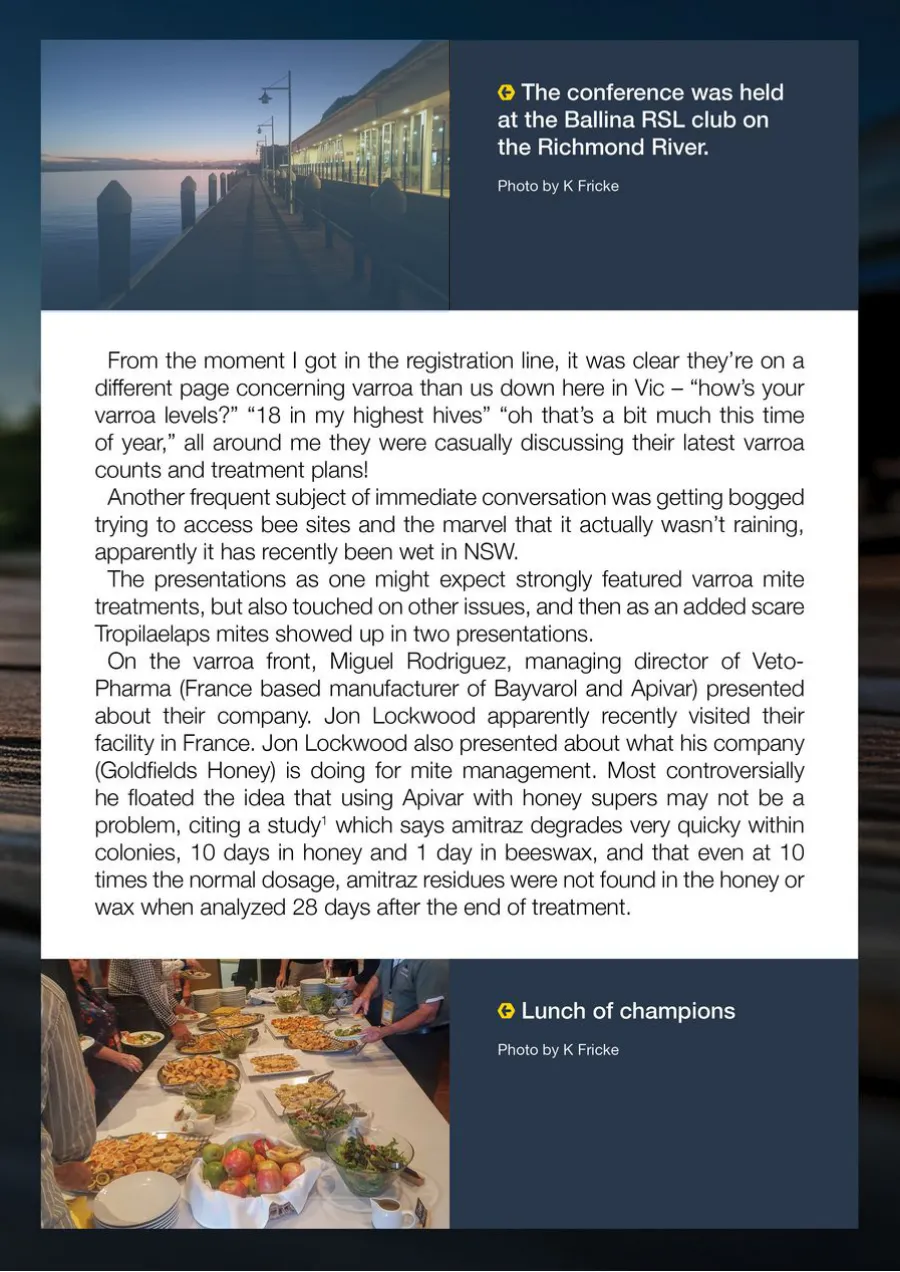 The conference was held
at the Ballina RSL club on
the Richmond River.
Photo by K Fricke
From the moment I got in the registration line, it was clear they’re on a
different page concerning varroa than us down here in Vic – “how’s your
varroa levels?” “18 in my highest hives” “oh that’s a bit much this time
of year,” all around me they were casually discussing their latest varroa
counts and treatment plans!
Another frequent subject of immediate conversation was getting bogged
trying to access bee sites and the marvel that it actually wasn’t raining,
apparently it has recently been wet in NSW.
The presentations as one might expect strongly featured varroa mite
treatments, but also touched on other issues, and then as an added scare
Tropilaelaps mites showed up in two presentations.
On the varroa front, Miguel Rodriguez, managing director of Veto-
Pharma (France based manufacturer of Bayvarol and Apivar) presented
about their company. Jon Lockwood apparently recently visited their
facility in France. Jon Lockwood also presented about what his company
(Goldfields Honey) is doing for mite management. Most controversially
he floated the idea that using Apivar with honey supers may not be a
problem, citing a study¹ which says amitraz degrades very quicky within
colonies, 10 days in honey and 1 day in beeswax, and that even at 10
times the normal dosage, amitraz residues were not found in the honey or
wax when analyzed 28 days after the end of treatment.
Lunch of champions
Photo by K Fricke